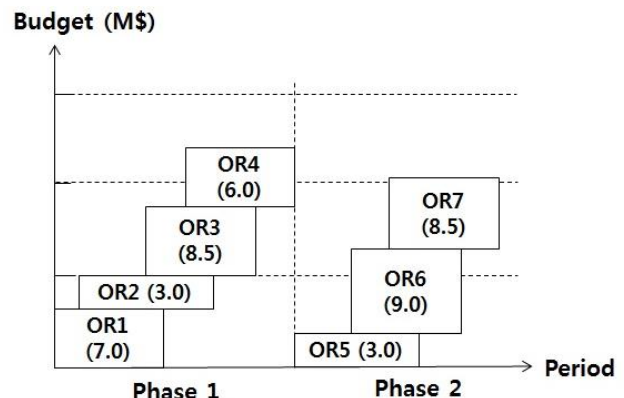 Budget (M$)
OR4
(6.0)
OR3
(8.5)
OR2 (3.0)
OR1
(7.0)
OR7
(8.5)
OR6
(9.0)
OR5 (3.0)
Period
Phase 1
Phase 2